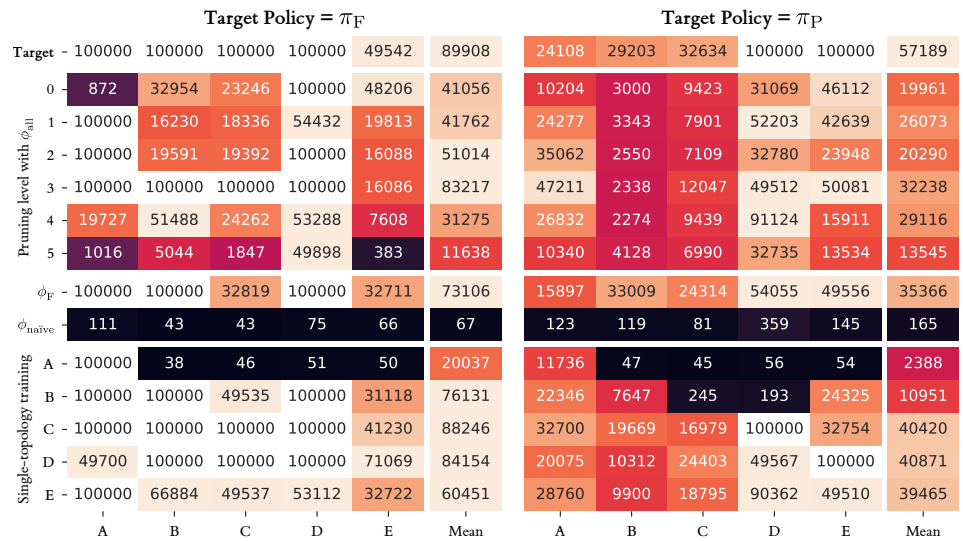 Target Policy = π_F Target Policy = π_P
Target 100000 100000 100000 100000 49542 89908 24108 29203 32634 100000 100000 57189
Pruning level with ϕ_all
0 872 32954 23246 100000 48206 41056 10204 3000 9423 31069 46112 19961
1 100000 16230 18336 54432 19813 41762 24277 3343 7901 52203 42639 26073
2 100000 19591 19392 100000 16088 51014 35062 2550 7109 32780 23948 20290
3 100000 100000 100000 100000 16086 83217 47211 2338 12047 49512 50081 32238
4 19727 51488 24262 53288 7608 31275 26832 2274 9439 91124 15911 29116
5 1016 5044 1847 49898 383 11638 10340 4128 6990 32735 13534 13545
ϕ_F 100000 100000 32819 100000 32711 73106 15897 33009 24314 54055 49556 35366
ϕ_naïve 111 43 43 75 66 67 123 119 81 359 145 165
Single-topology training
A 100000 38 46 51 50 20037 11736 47 45 56 54 2388
B 100000 100000 49535 100000 31118 76131 22346 7647 245 193 24325 10951
C 100000 100000 100000 100000 41230 88246 32700 19669 16979 100000 32754 40420
D 49700 100000 100000 100000 71069 84154 20075 10312 24403 49567 100000 40871
E 100000 66884 49537 53112 32722 60451 28760 9900 18795 90362 49510 39465
A B C D E Mean A B C D E Mean